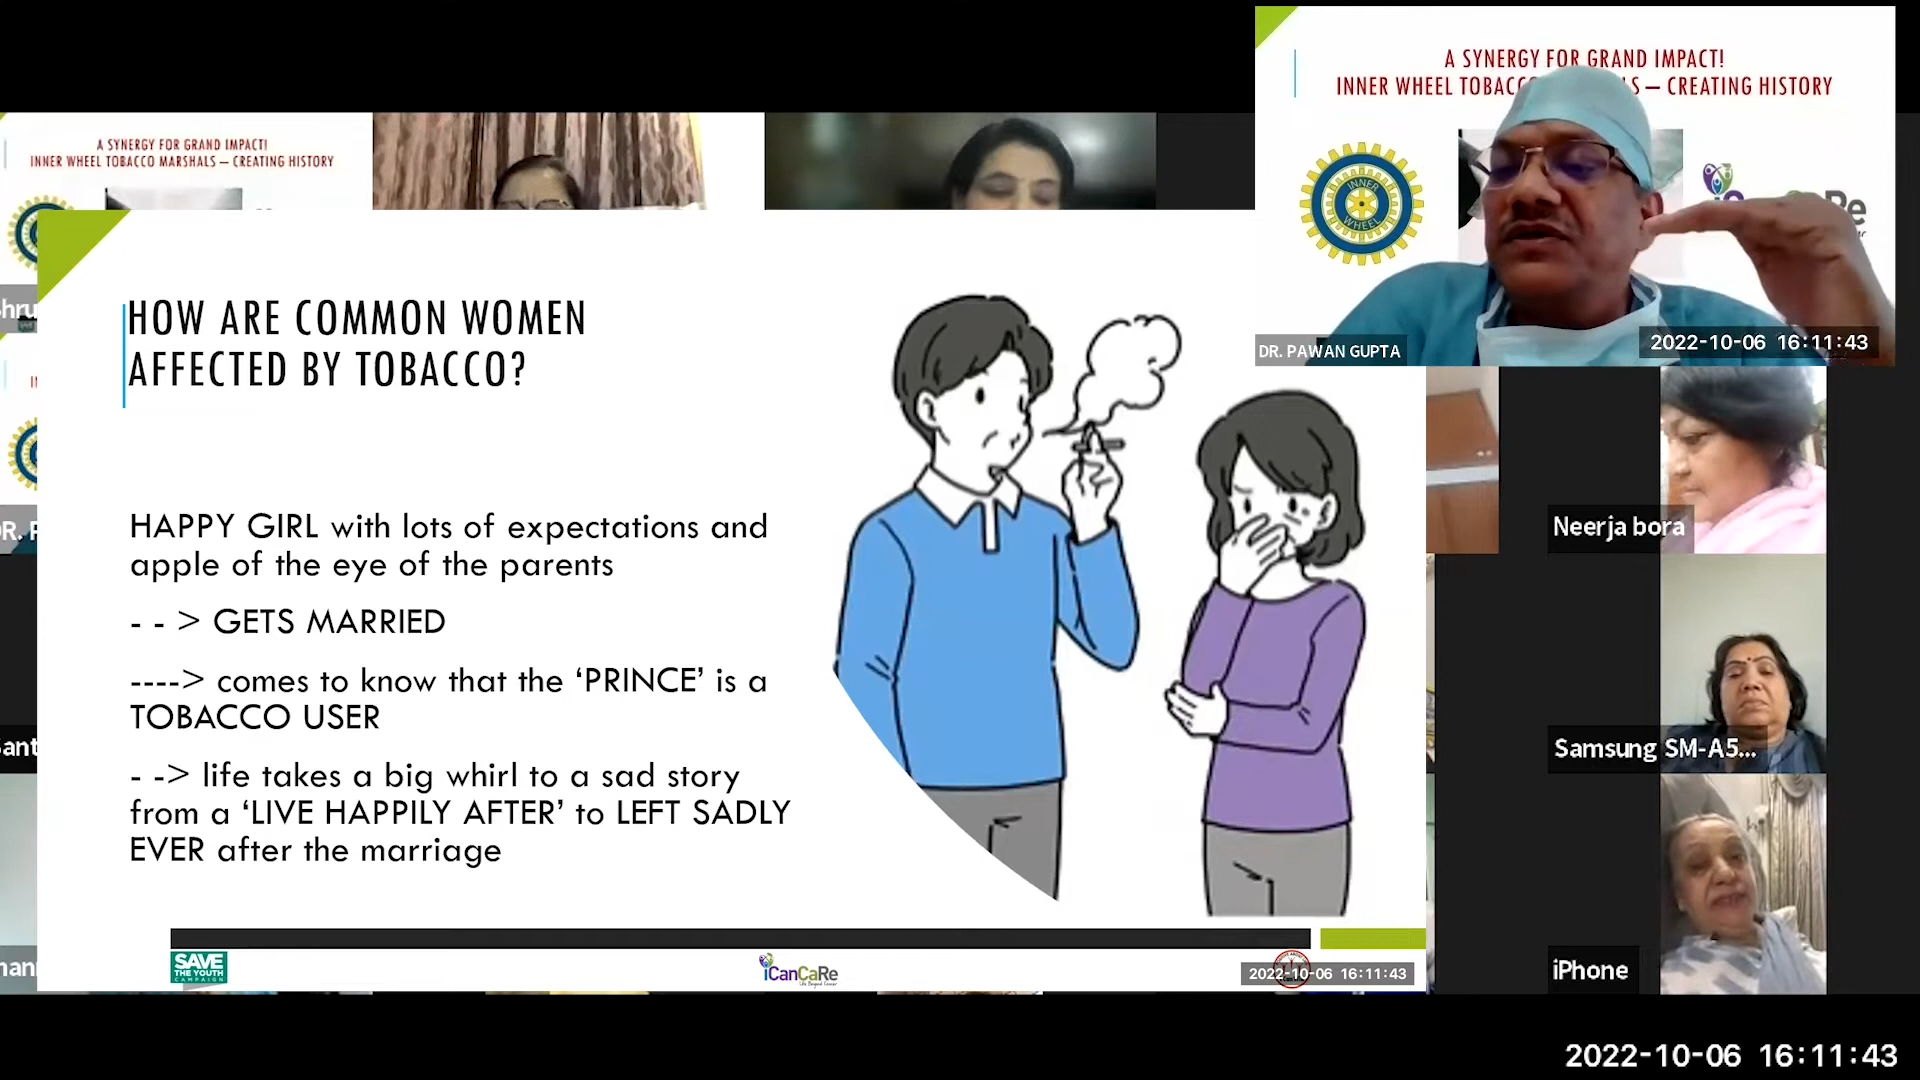 A SYNERGY FOR GRAND IMPACT!
INNER WHEEL TOBACCO MARSHALS – CREATING HISTORY
A SYNERGY FOR GRAND IMPACT!
INNER WHEEL – CREATING HISTORY
INNER
WHEEL
DR. PAWAN GUPTA
2022-10-06 16:11:43
HOW ARE COMMON WOMEN
AFFECTED BY TOBACCO?
HAPPY GIRL with lots of expectations and
apple of the eye of the parents
- - > GETS MARRIED
----> comes to know that the ‘PRINCE’ is a
TOBACCO USER
- --> life takes a big whirl to a sad story
from a ‘LIVE HAPPILY AFTER’ to LEFT SADLY
EVER after the marriage
Neerja bora
Samsung SM-A5...
iPhone
SAVE
THE YOUTH
CAMPAIGN
iCanCaRe
2022-10-06 16:11:43
2022-10-06 16:11:43